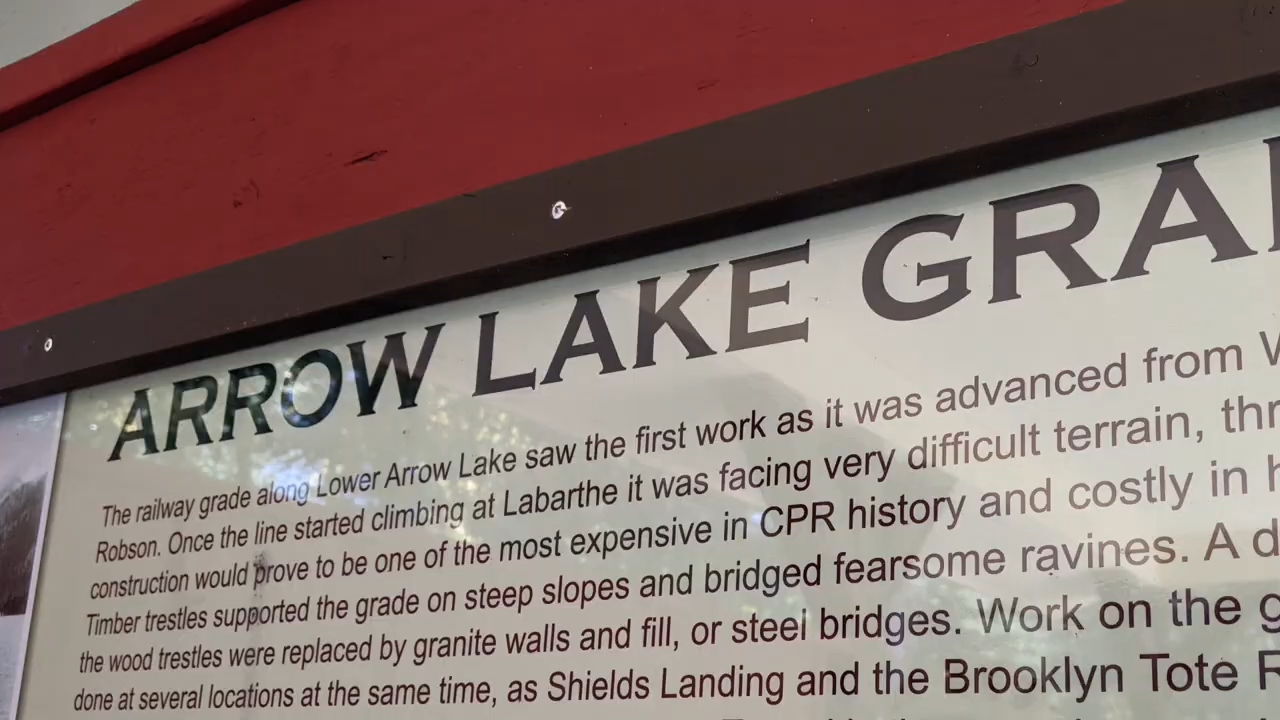 ARROW LAKE
The railway grade along Lower Arrow Lake saw the first work as it was advanced from
Robson. Once the line started climbing at Labarthe it was facing very difficult terrain,
construction would prove to be one of the most expensive in CPR history and costly in
Timber trestles supported the grade on steep slopes and bridged fearsome ravines. A
the wood trestles were replaced by granite walls and fill, or steel bridges. Work on the
done at several locations at the same time, as Shields Landing and the Brooklyn Tote